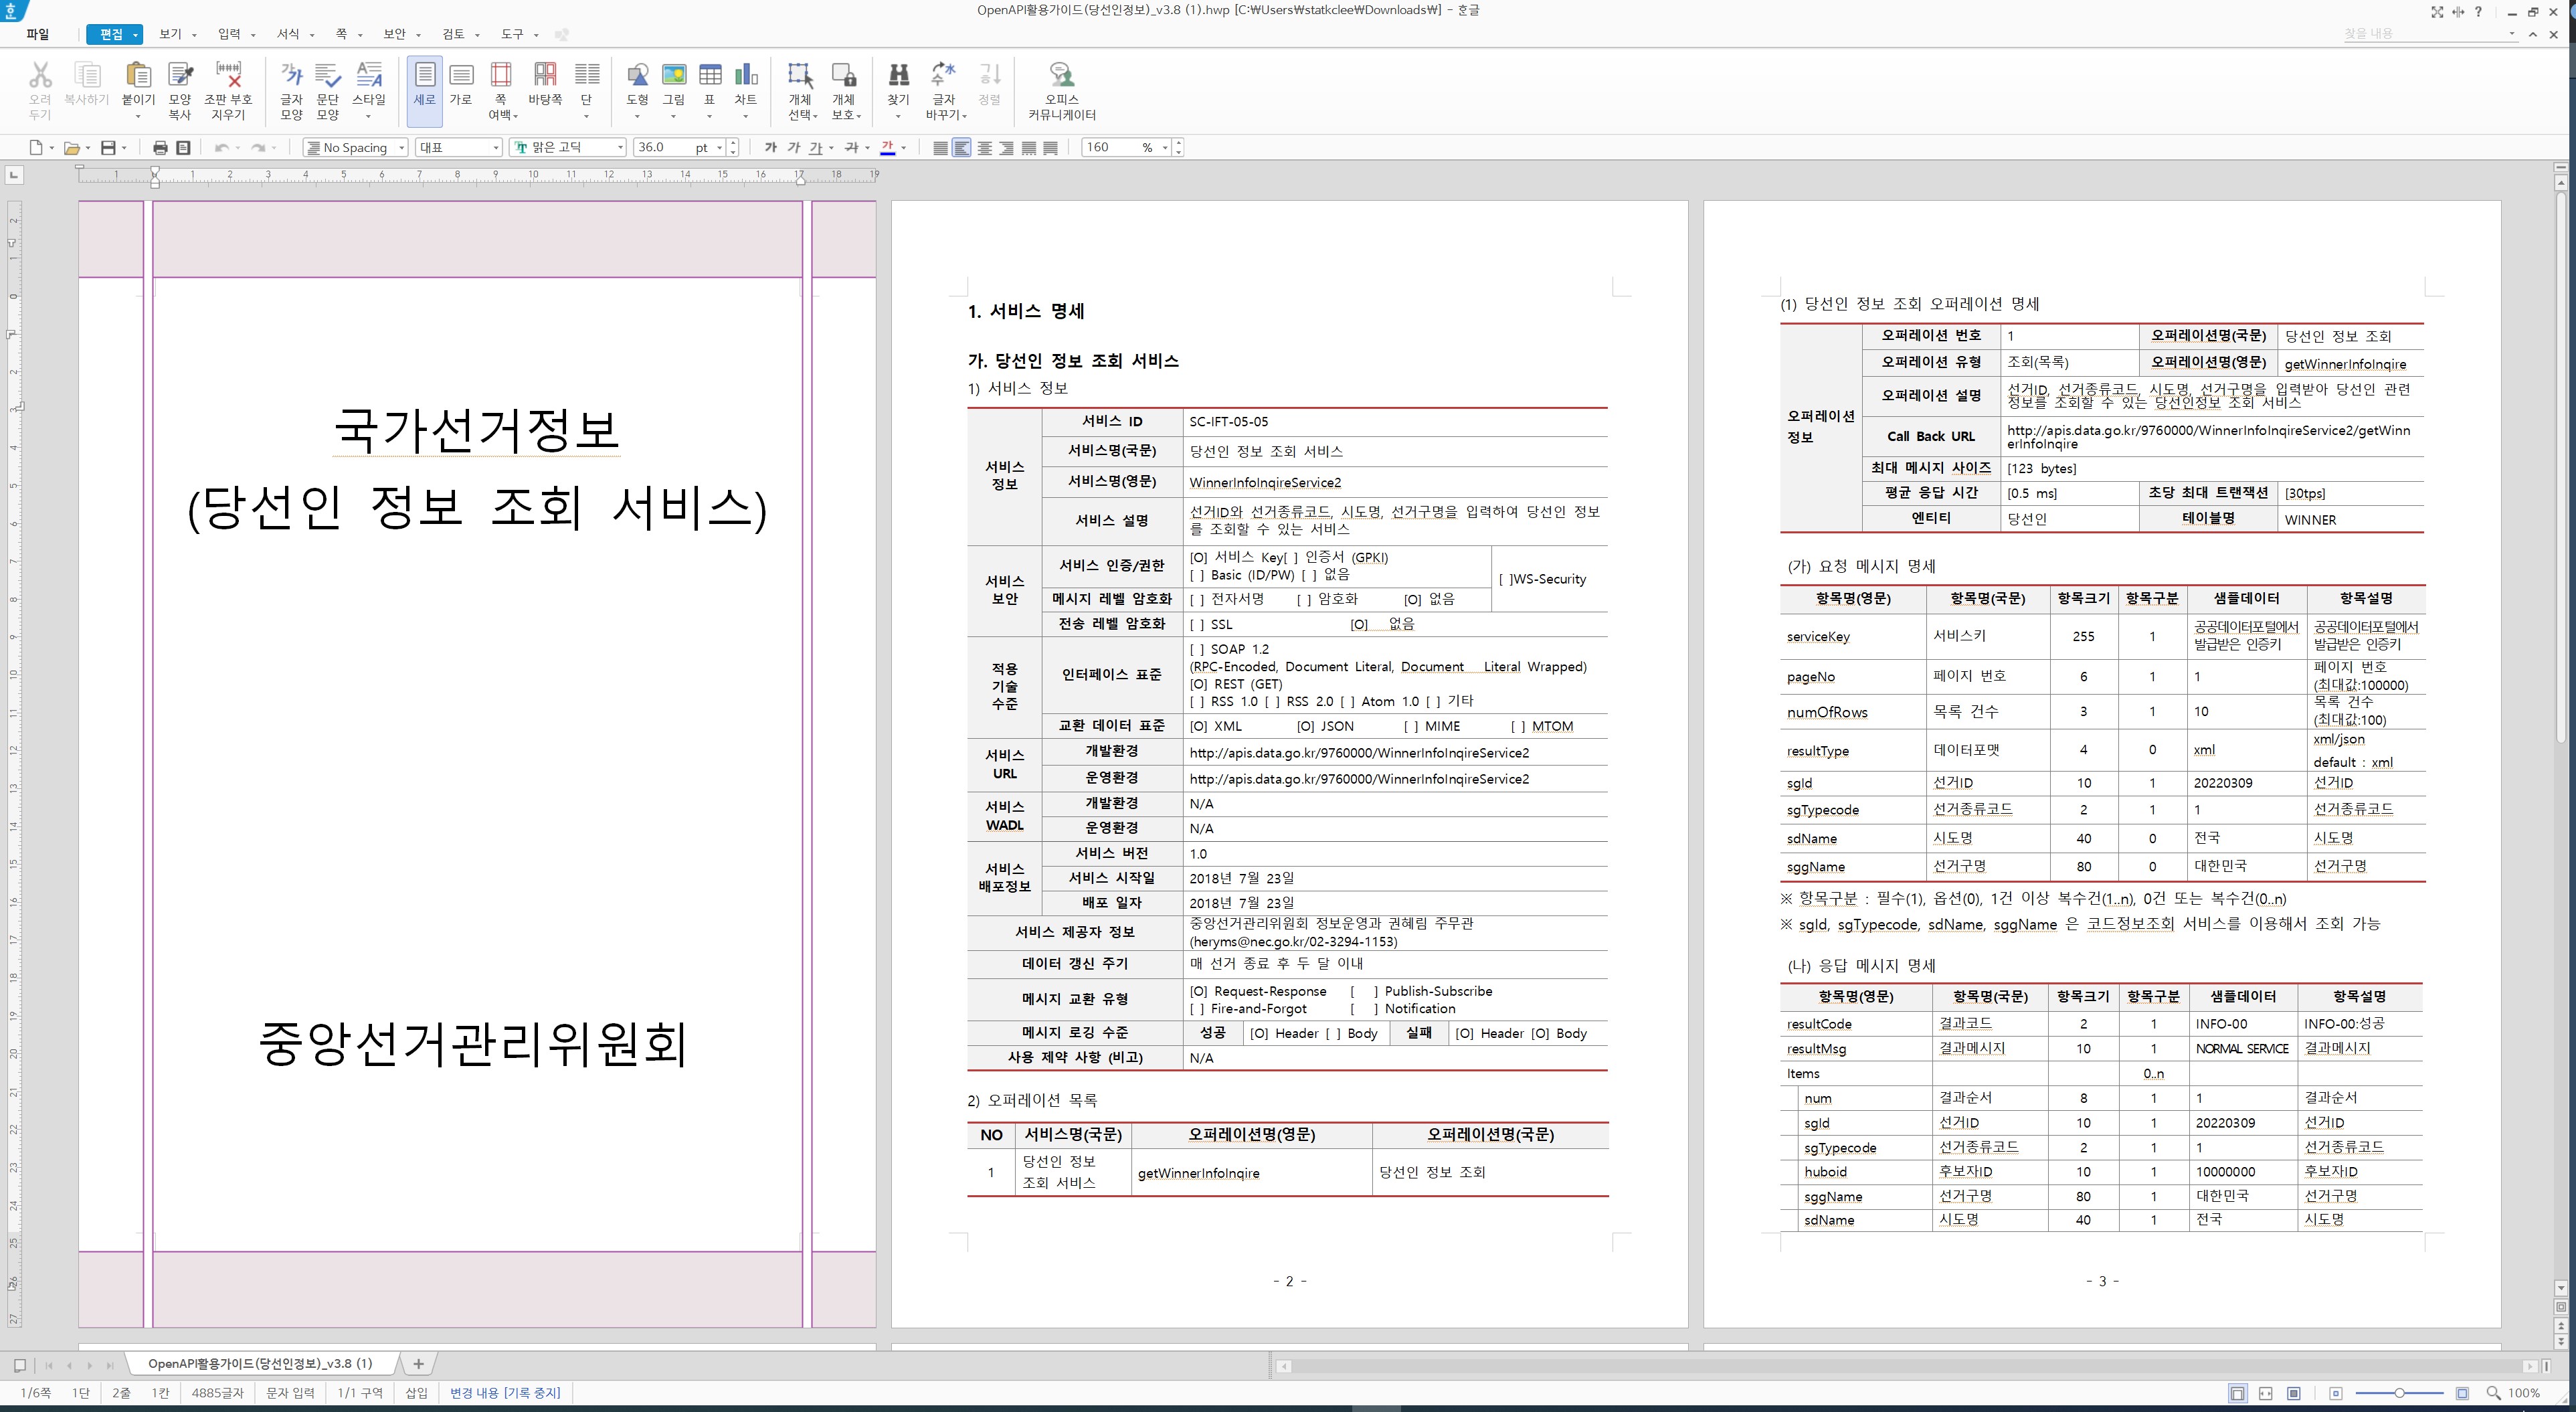 OpenAPI활용가이드(당선인정보)_v3.8 (1).hwp [C:₩Users₩statkclee₩Downloads₩] - 한글
파일 편집 보기 입력 서식 쪽 보안 검토 도구
찾을 내용
오려 두기 복사하기 붙이기 모양 복사 조판 부호 지우기 글자 모양 문단 모양 스타일 세로 가로 쪽 여백 바탕쪽 단 도형 그림 표 차트 개체 선택 개체 보호 찾기 글자 바꾸기 정렬 오피스 커뮤니케이터
No Spacing 대표 맑은 고딕 36.0 pt 가 가 가 가 가 160 %
국가선거정보
(당선인 정보 조회 서비스)
중앙선거관리위원회
1. 서비스 명세
가. 당선인 정보 조회 서비스
1) 서비스 정보
서비스 정보
서비스 ID SC-IFT-05-05
서비스명(국문) 당선인 정보 조회 서비스
서비스명(영문) WinnerInfoInqireService2
서비스 설명 선거ID와 선거종류코드, 시도명, 선거구명을 입력하여 당선인 정보
를 조회할 수 있는 서비스
서비스 보안
서비스 인증/권한 [O] 서비스 Key[ ] 인증서 (GPKI)
[ ] Basic (ID/PW) [ ] 없음
[ ]WS-Security
메시지 레벨 암호화 [ ] 전자서명 [ ] 암호화 [O] 없음
전송 레벨 암호화 [ ] SSL [O] 없음
적용 기술 수준
인터페이스 표준 [ ] SOAP 1.2
(RPC-Encoded, Document Literal, Document Literal Wrapped)
[O] REST (GET)
[ ] RSS 1.0 [ ] RSS 2.0 [ ] Atom 1.0 [ ] 기타
교환 데이터 표준 [O] XML [O] JSON [ ] MIME [ ] MTOM
서비스 URL
개발환경 http://apis.data.go.kr/9760000/WinnerInfoInqireService2
운영환경 http://apis.data.go.kr/9760000/WinnerInfoInqireService2
서비스 WADL
개발환경 N/A
운영환경 N/A
서비스 배포정보
서비스 버전 1.0
서비스 시작일 2018년 7월 23일
배포 일자 2018년 7월 23일
서비스 제공자 정보 중앙선거관리위원회 정보운영과 권혜림 주무관
(heryms@nec.go.kr/02-3294-1153)
데이터 갱신 주기 매 선거 종료 후 두 달 이내
메시지 교환 유형 [O] Request-Response [ ] Publish-Subscribe
[ ] Fire-and-Forgot [ ] Notification
메시지 로깅 수준 성공 [O] Header [ ] Body 실패 [O] Header [O] Body
사용 제약 사항 (비고) N/A
2) 오퍼레이션 목록
NO 서비스명(국문) 오퍼레이션명(영문) 오퍼레이션명(국문)
1 당선인 정보 조회 서비스 getWinnerInfoInqire 당선인 정보 조회
- 2 -
(1) 당선인 정보 조회 오퍼레이션 명세
오퍼레이션 정보
오퍼레이션 번호 1 오퍼레이션명(국문) 당선인 정보 조회
오퍼레이션 유형 조회(목록) 오퍼레이션명(영문) getWinnerInfoInqire
오퍼레이션 설명 선거ID, 선거종류코드, 시도명, 선거구명을 입력받아 당선인 관련
정보를 조회할 수 있는 당선인정보 조회 서비스
Call Back URL http://apis.data.go.kr/9760000/WinnerInfoInqireService2/getWinn
erInfoInqire
최대 메시지 사이즈 [123 bytes]
평균 응답 시간 [0.5 ms] 초당 최대 트랜잭션 [30tps]
엔티티 당선인 테이블명 WINNER
(가) 요청 메시지 명세
항목명(영문) 항목명(국문) 항목크기 항목구분 샘플데이터 항목설명
serviceKey 서비스키 255 1 공공데이터포털에서 발급받은 인증키 공공데이터포털에서 발급받은 인증키
pageNo 페이지 번호 6 1 1 페이지 번호 (최대값:100000)
numOfRows 목록 건수 3 1 10 목록 건수 (최대값:100)
resultType 데이터포맷 4 0 xml xml/json default : xml
sgId 선거ID 10 1 20220309 선거ID
sgTypecode 선거종류코드 2 1 1 선거종류코드
sdName 시도명 40 0 전국 시도명
sggName 선거구명 80 0 대한민국 선거구명
※ 항목구분 : 필수(1), 옵션(0), 1건 이상 복수건(1..n), 0건 또는 복수건(0..n)
※ sgId, sgTypecode, sdName, sggName 은 코드정보조회 서비스를 이용해서 조회 가능
(나) 응답 메시지 명세
항목명(영문) 항목명(국문) 항목크기 항목구분 샘플데이터 항목설명
resultCode 결과코드 2 1 INFO-00 INFO-00:성공
resultMsg 결과메시지 10 1 NORMAL SERVICE 결과메시지
Items 0..n
num 결과순서 8 1 1 결과순서
sgId 선거ID 10 1 20220309 선거ID
sgTypecode 선거종류코드 2 1 1 선거종류코드
huboid 후보자ID 10 1 10000000 후보자ID
sggName 선거구명 80 1 대한민국 선거구명
sdName 시도명 40 1 전국 시도명
- 3 -
OpenAPI활용가이드(당선인정보)_v3.8 (1)
1/6쪽 1단 2줄 1칸 4885글자 문자 입력 1/1 구역 삽입 변경 내용 [기록 중지] 100%